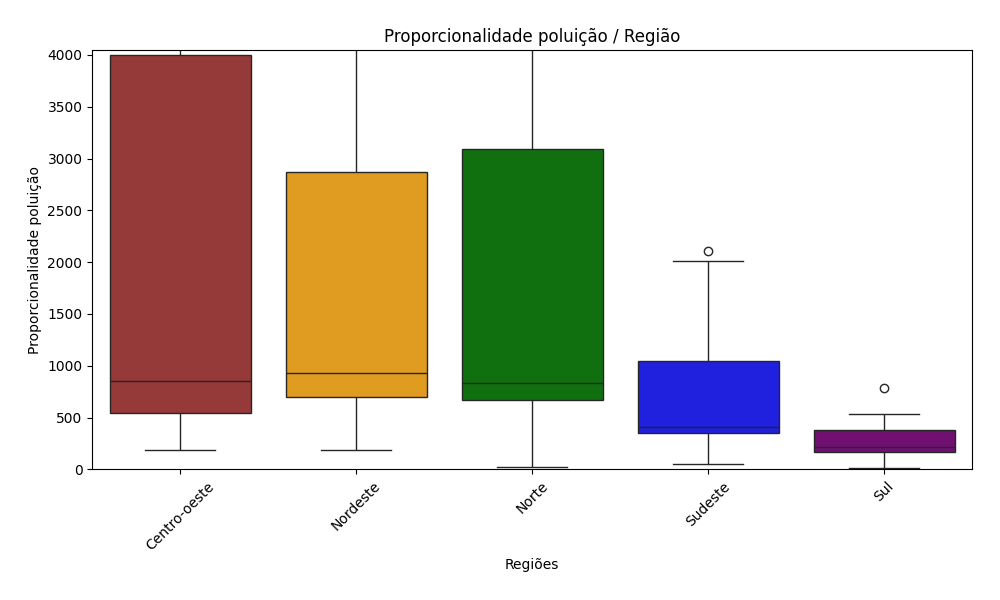 Proporcionalidade poluição / Região
Proporcionalidade poluição
4000
3500
3000
2500
2000
1500
1000
500
0
Centro-oeste
Nordeste
Norte
Sudeste
Sul
Regiões